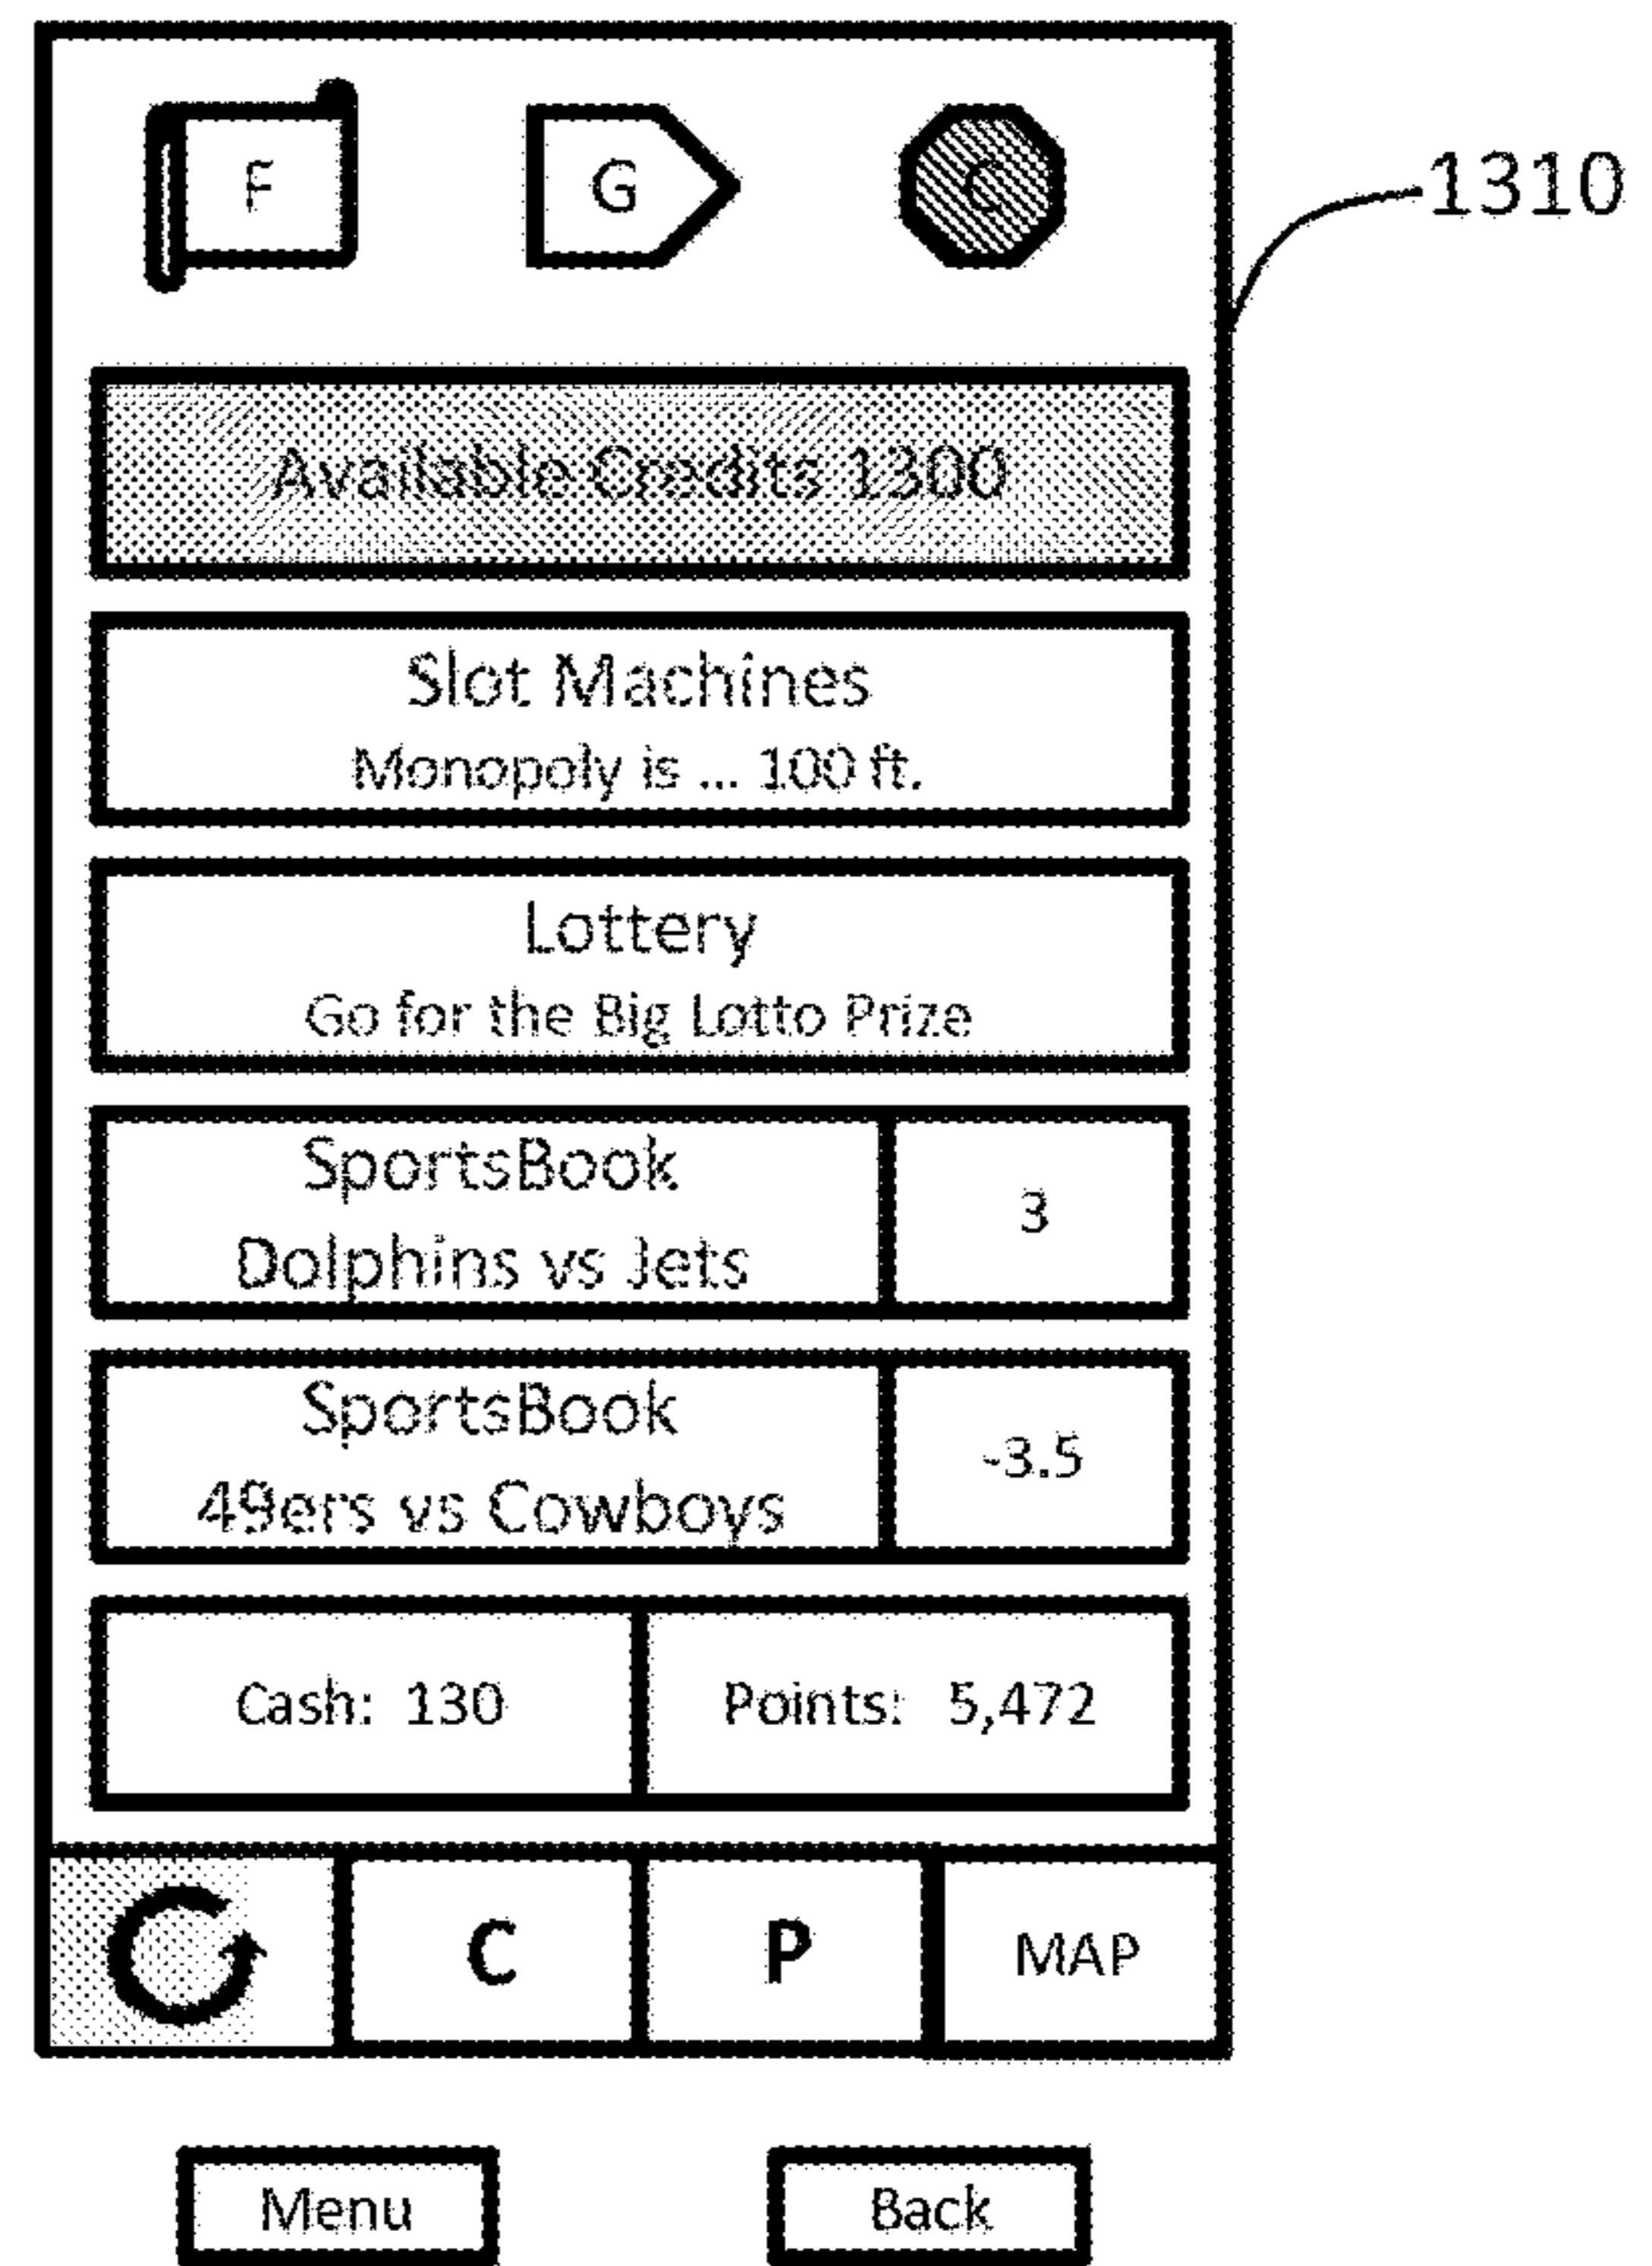 F G C
1310
Available Credits 1300
Slot Machines
Monopoly is ... 100 ft.
Lottery
Go for the Big Lotto Prize
SportsBook
Dolphins vs Jets
3
SportsBook
49ers vs Cowboys
-3.5
Cash: 130
Points: 5,472
C P MAP
Menu Back